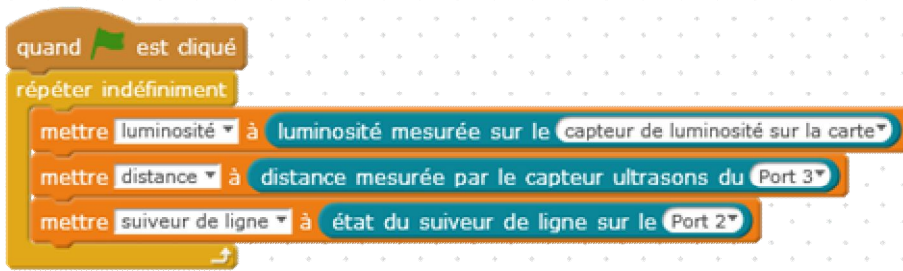 quand est cliqué
répéter indéfiniment
mettre luminosité à luminosité mesurée sur le capteur de luminosité sur la carte
mettre distance à distance mesurée par le capteur ultrasons du Port 3
mettre suiveur de ligne à état du suiveur de ligne sur le Port 2